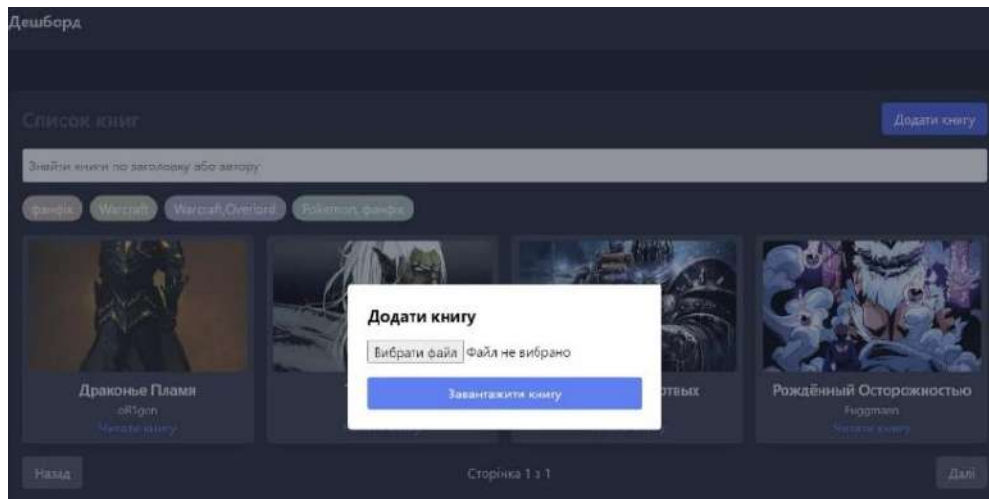 Дешборд
Список книг
Додати книгу
Знайти книги по заголовку або автору
фанфік Warcraft Warcraft,Overlord Pokemon, фанфік
Додати книгу
Вибрати файл Файл не вибрано
Завантажити книгу
Драконье Пламя
ртвых
Рождённый Осторожностью
oR1gon
Fuggmann
Читати книгу
Читати книгу
Назад
Сторінка 1 з 1
Далі